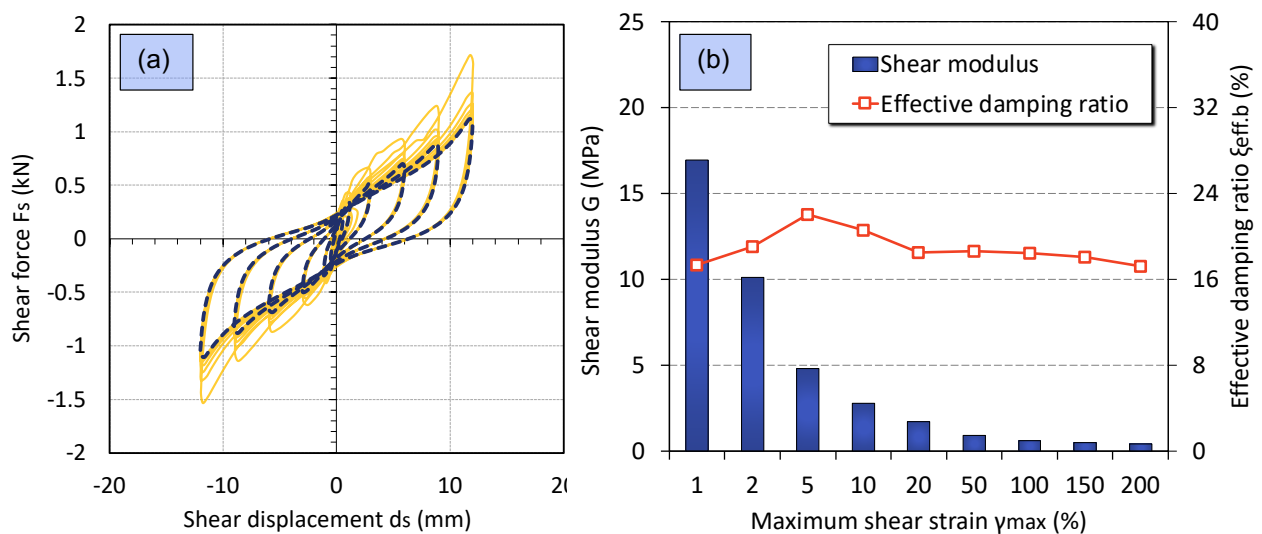 (a)
Shear force Fs (kN)
2
1.5
1
0.5
0
-0.5
-1
-1.5
-2
-20 -10 0 10 20
Shear displacement ds (mm)
(b)
Shear modulus
Effective damping ratio
Shear modulus G (MPa)
25
20
15
10
5
0
1 2 5 10 20 50 100 150 200
Maximum shear strain γmax (%)
40
32
24
16
8
0
Effective damping ratio ξeff.b (%)